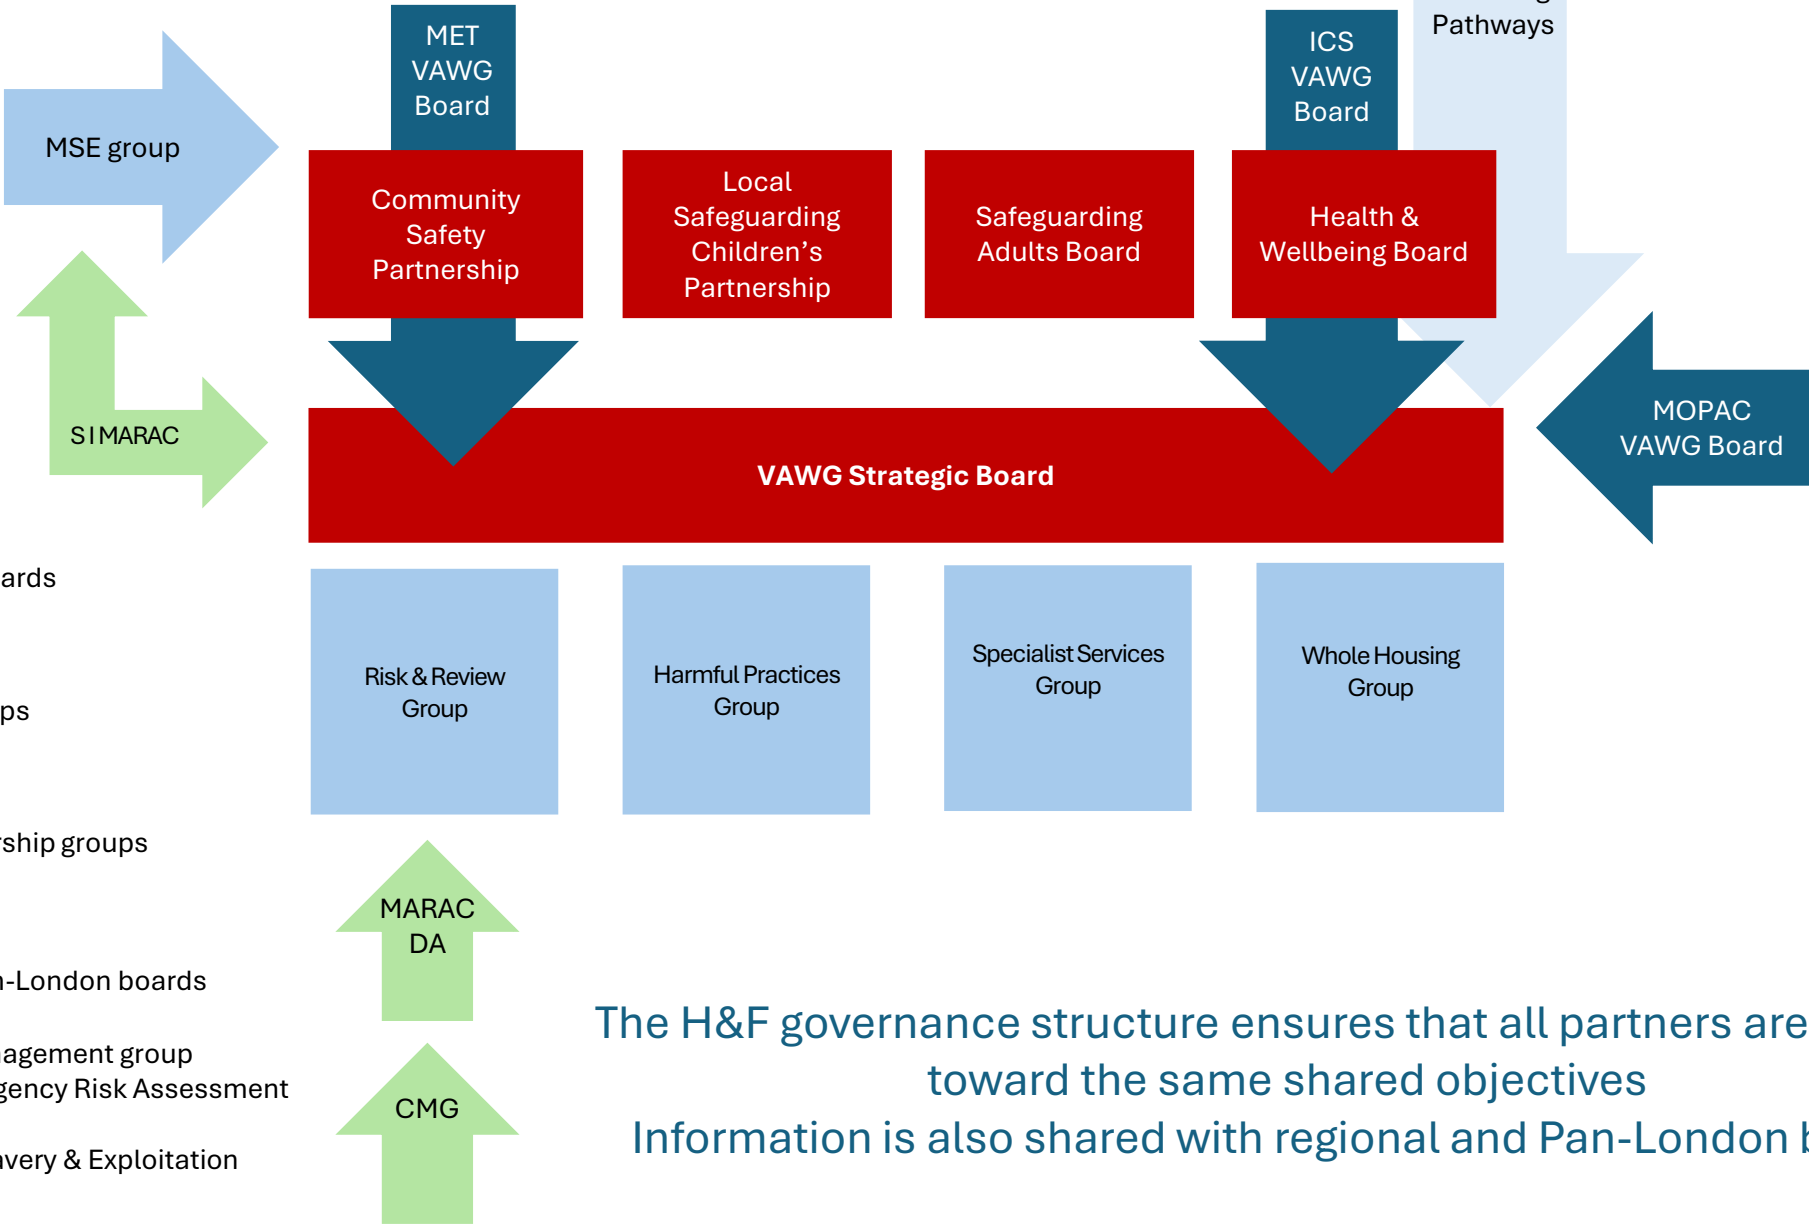 Pathways
MET
VAWG
Board
ICS
VAWG
Board
MSE group
Community
Safety
Partnership
Local
Safeguarding
Children’s
Partnership
Safeguarding
Adults Board
Health &
Wellbeing Board
SIMARAC
MOPAC
VAWG Board
VAWG Strategic Board
ards
Risk & Review
Group
Harmful Practices
Group
Specialist Services
Group
Whole Housing
Group
ps
rship groups
MARAC
DA
n-London boards
nagement group
gency Risk Assessment
CMG
avery & Exploitation
The H&F governance structure ensures that all partners are
toward the same shared objectives
Information is also shared with regional and Pan-London